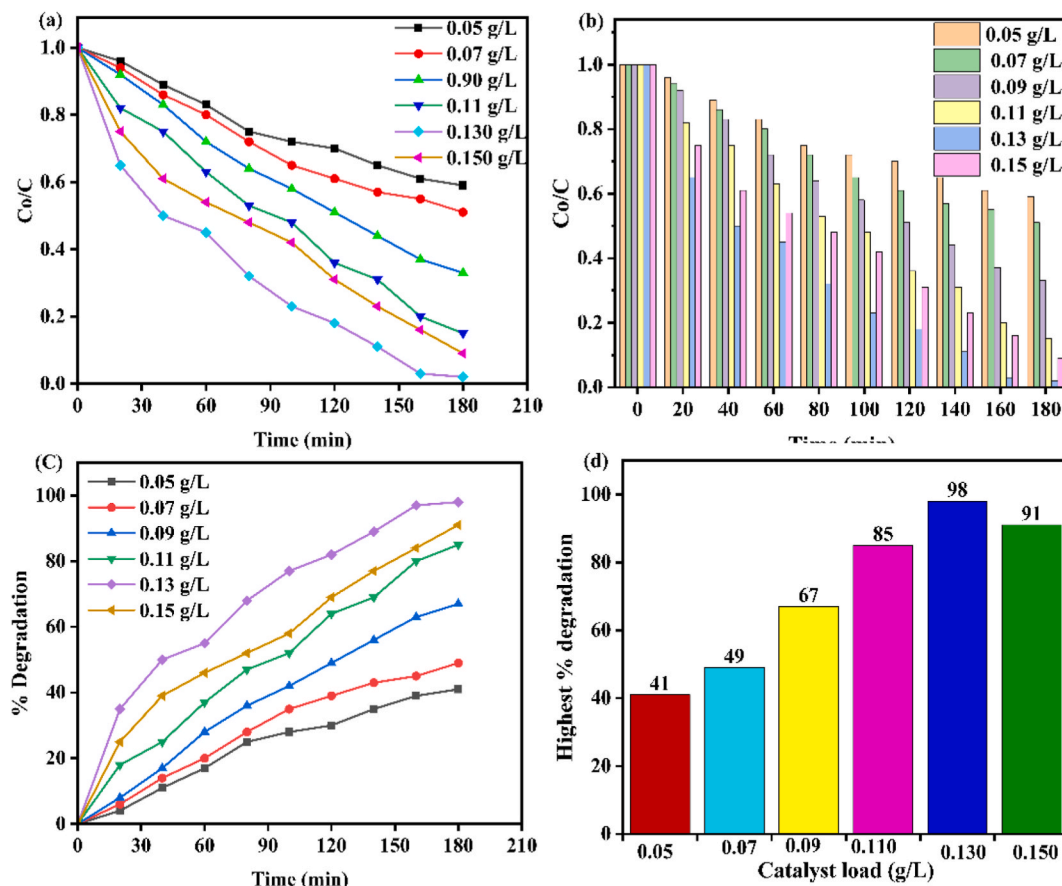 (a)
0.05 g/L
0.07 g/L
0.90 g/L
0.11 g/L
0.130 g/L
0.150 g/L
1.0
0.8
0.6
0.4
0.2
0.0
Co/C
0 30 60 90 120 150 180 210
Time (min)
(b)
0.05 g/L
0.07 g/L
0.09 g/L
0.11 g/L
0.13 g/L
0.15 g/L
1.0
0.8
0.6
0.4
0.2
0.0
Co/C
0 20 40 60 80 100 120 140 160 180
Time (min)
(C)
0.05 g/L
0.07 g/L
0.09 g/L
0.11 g/L
0.13 g/L
0.15 g/L
100
80
60
40
20
0
% Degradation
0 30 60 90 120 150 180 210
Time (min)
(d)
100
80
60
40
20
0
Highest % degradation
41
49
67
85
98
91
0.05 0.07 0.09 0.110 0.130 0.150
Catalyst load (g/L)